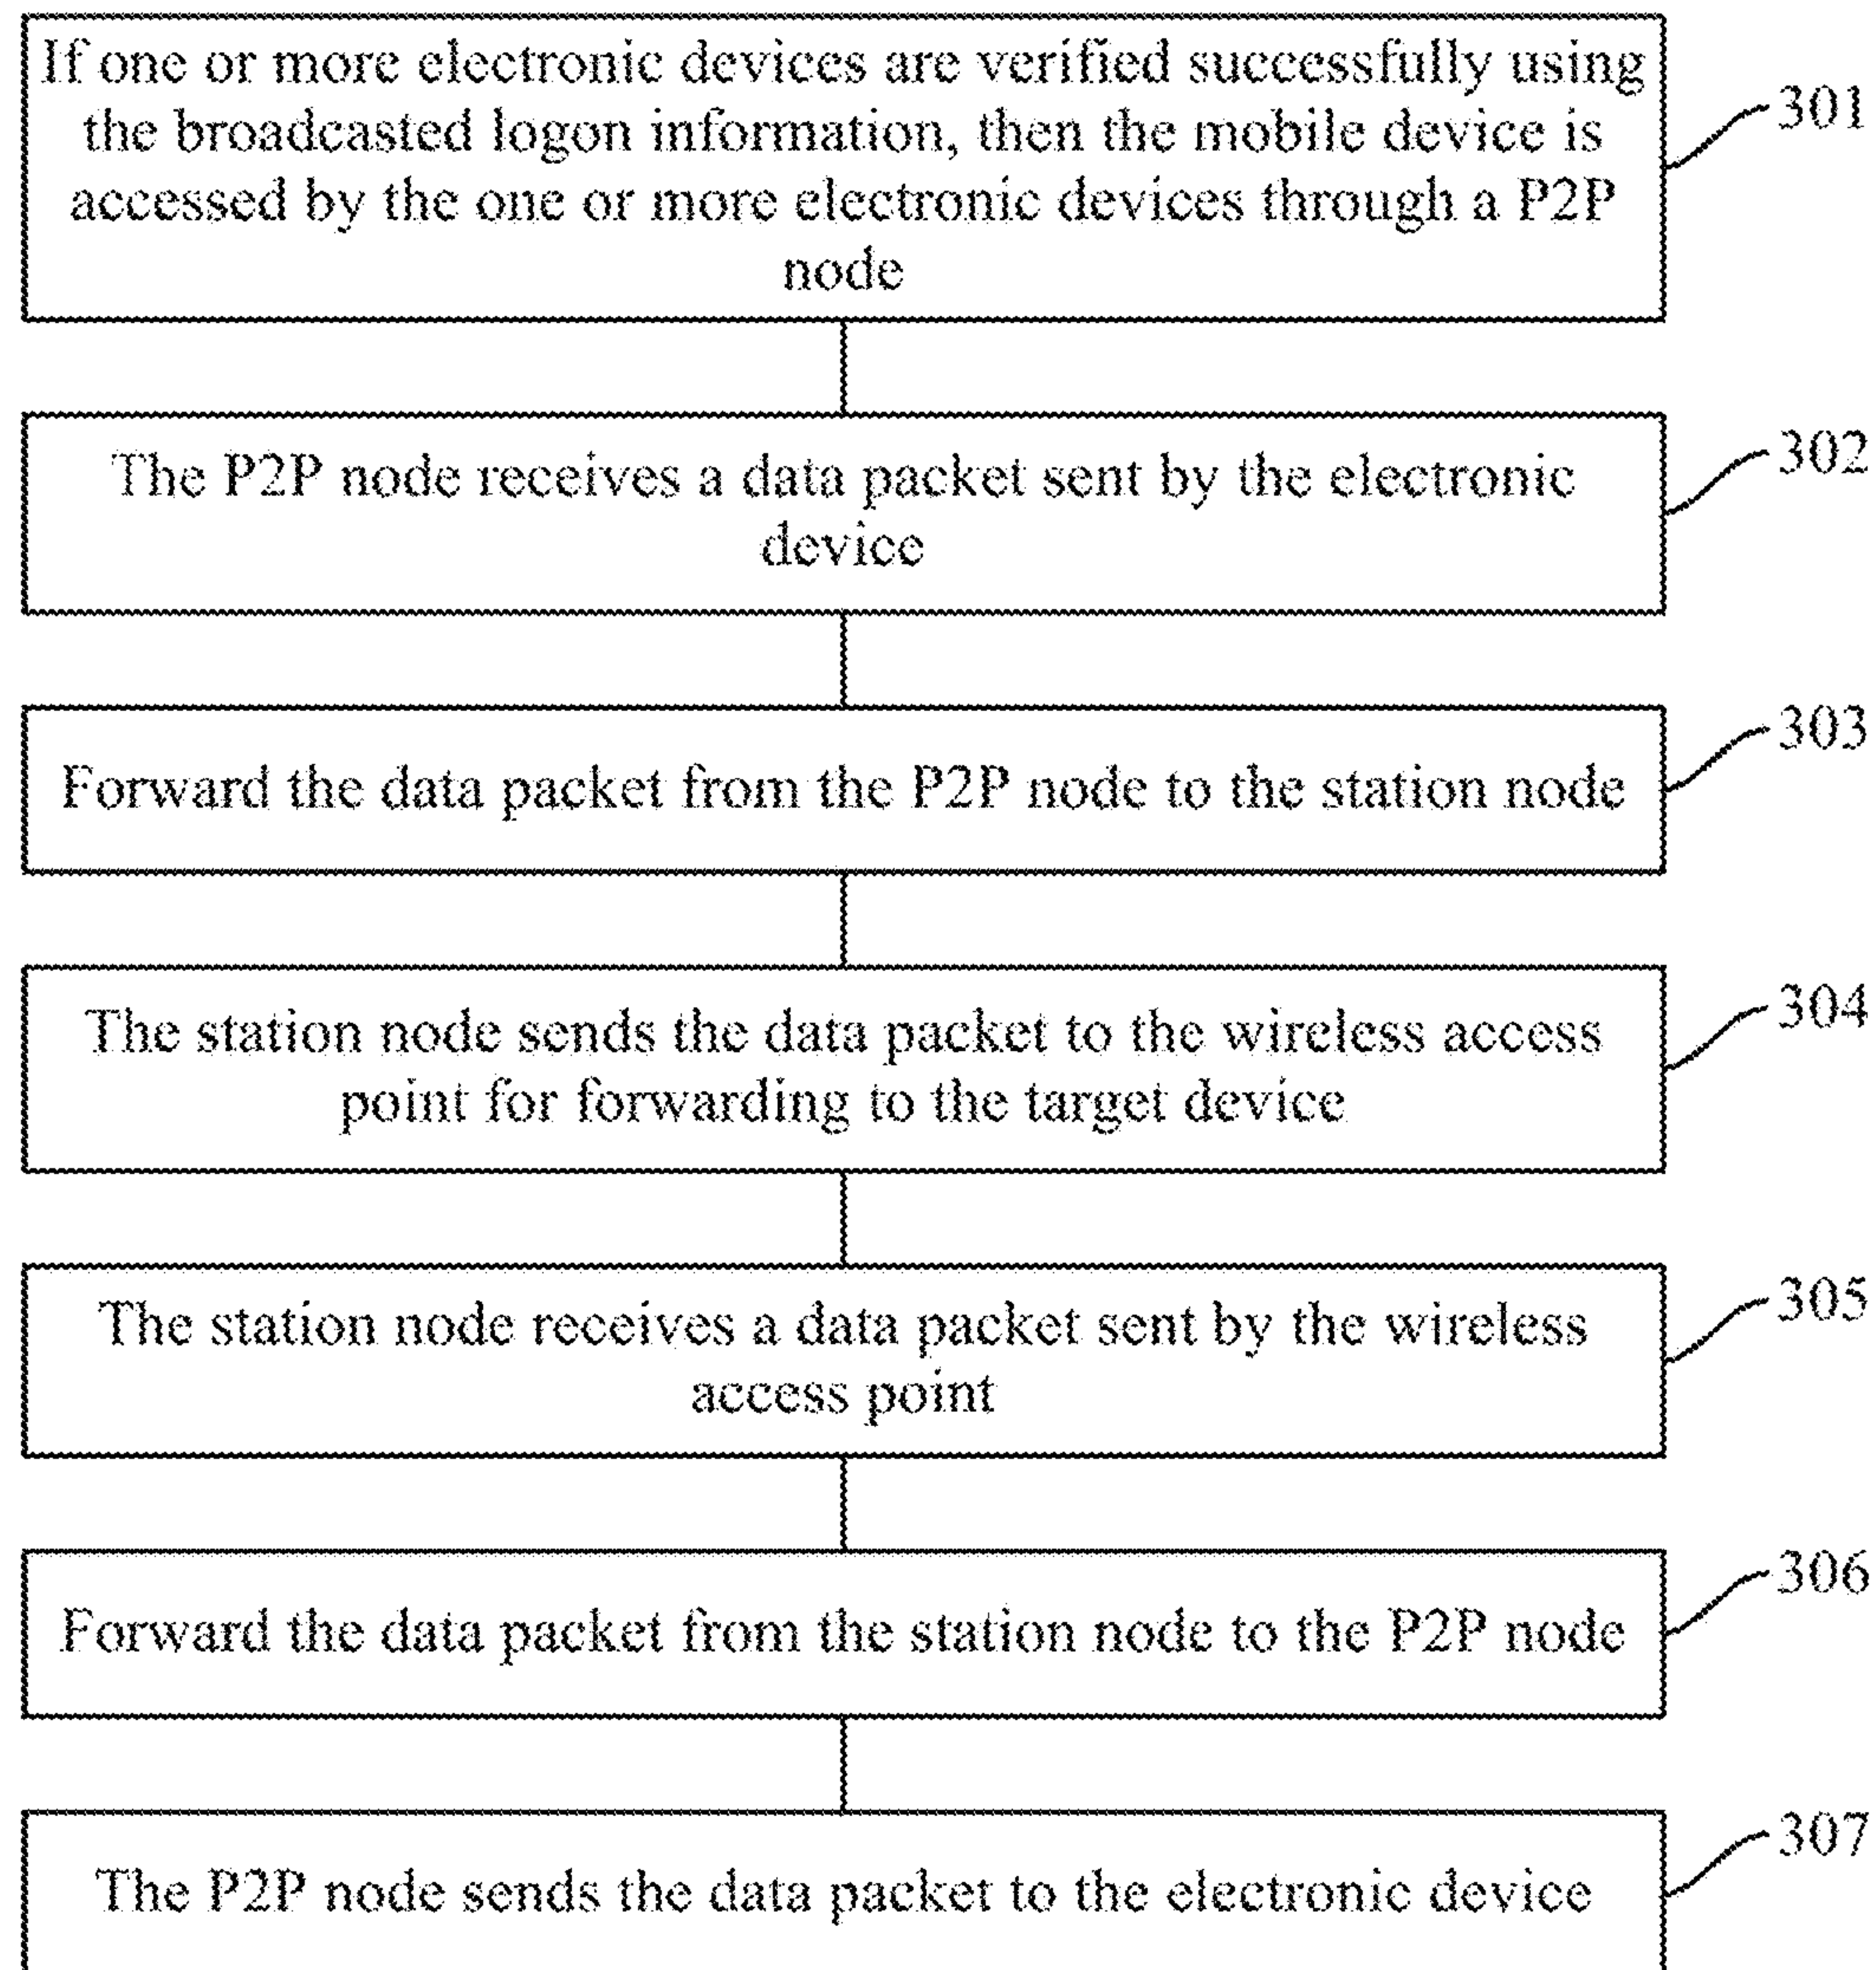 If one or more electronic devices are verified successfully using
the broadcasted logon information, then the mobile device is
accessed by the one or more electronic devices through a P2P
node
301
The P2P node receives a data packet sent by the electronic
device
302
Forward the data packet from the P2P node to the station node
303
The station node sends the data packet to the wireless access
point for forwarding to the target device
304
The station node receives a data packet sent by the wireless
access point
305
Forward the data packet from the station node to the P2P node
306
The P2P node sends the data packet to the electronic device
307